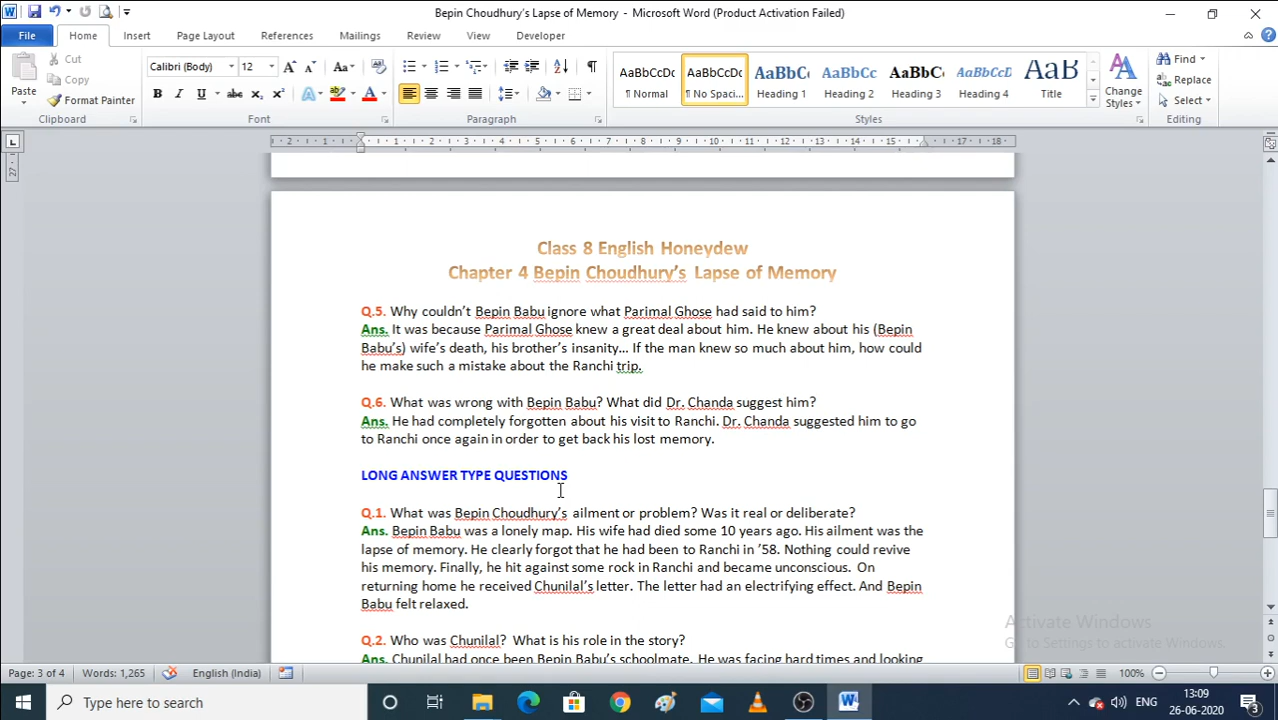 Bepin Choudhury's Lapse of Memory - Microsoft Word (Product Activation Failed)
File Home Insert Page Layout References Mailings Review View Developer
Paste
Cut
Copy
Format Painter
Clipboard
Calibri (Body) 12
Font
Paragraph
AaBbCcDc AaBbCcDc AaBbC AaBbCc AaBbC AaBbCcD AaB
¶ Normal ¶ No Spaci... Heading 1 Heading 2 Heading 3 Heading 4 Title
Change Styles
Styles
Find
Replace
Select
Editing
Class 8 English Honeydew
Chapter 4 Bepin Choudhury's Lapse of Memory
Q.5. Why couldn't Bepin Babu ignore what Parimal Ghose had said to him?
Ans. It was because Parimal Ghose knew a great deal about him. He knew about his (Bepin
Babu's) wife's death, his brother's insanity... If the man knew so much about him, how could
he make such a mistake about the Ranchi trip.
Q.6. What was wrong with Bepin Babu? What did Dr. Chanda suggest him?
Ans. He had completely forgotten about his visit to Ranchi. Dr. Chanda suggested him to go
to Ranchi once again in order to get back his lost memory.
LONG ANSWER TYPE QUESTIONS
Q.1. What was Bepin Choudhury's ailment or problem? Was it real or deliberate?
Ans. Bepin Babu was a lonely map. His wife had died some 10 years ago. His ailment was the
lapse of memory. He clearly forgot that he had been to Ranchi in '58. Nothing could revive
his memory. Finally, he hit against some rock in Ranchi and became unconscious. On
returning home he received Chunilal's letter. The letter had an electrifying effect. And Bepin
Babu felt relaxed.
Q.2. Who was Chunilal? What is his role in the story?
Ans. Chunilal had once been Bepin Babu's schoolmate. He was facing hard times and looking
Activate Windows
Go to Settings to activate Windows.
Page: 3 of 4 Words: 1,265 English (India) 100%
Type here to search
ENG
13:09
26-06-2020
3